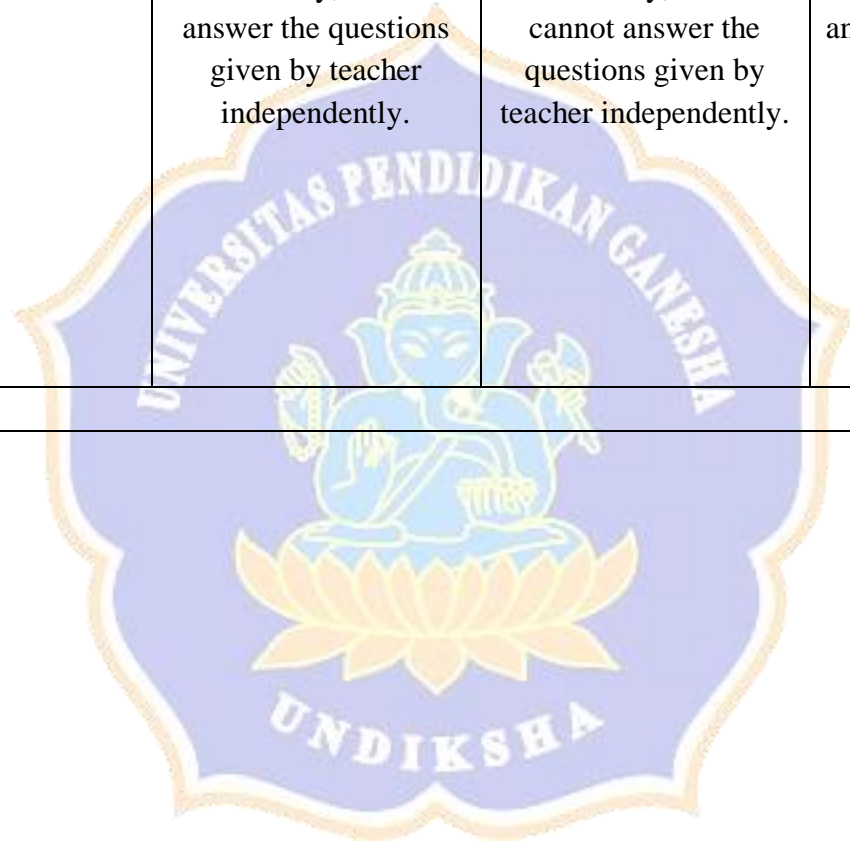 answer the questions
given by teacher
independently.
cannot answer the
questions given by
teacher independently.
UNIVERSITAS PENDIDIKAN GANESHA
UNDIKSHA